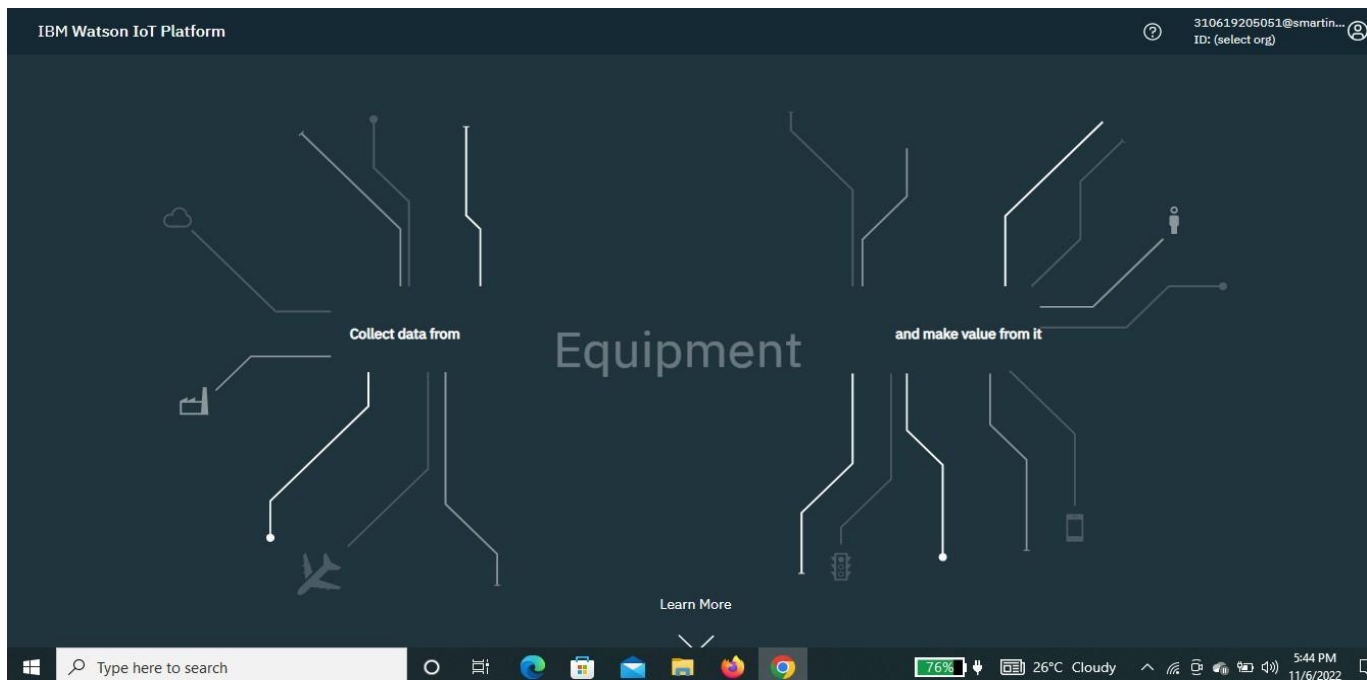 IBM Watson IoT Platform
310619205051@smartin...
ID: (select org)
Collect data from
Equipment
and make value from it
Learn More
Type here to search
76%
26°C Cloudy
5:44 PM
11/6/2022